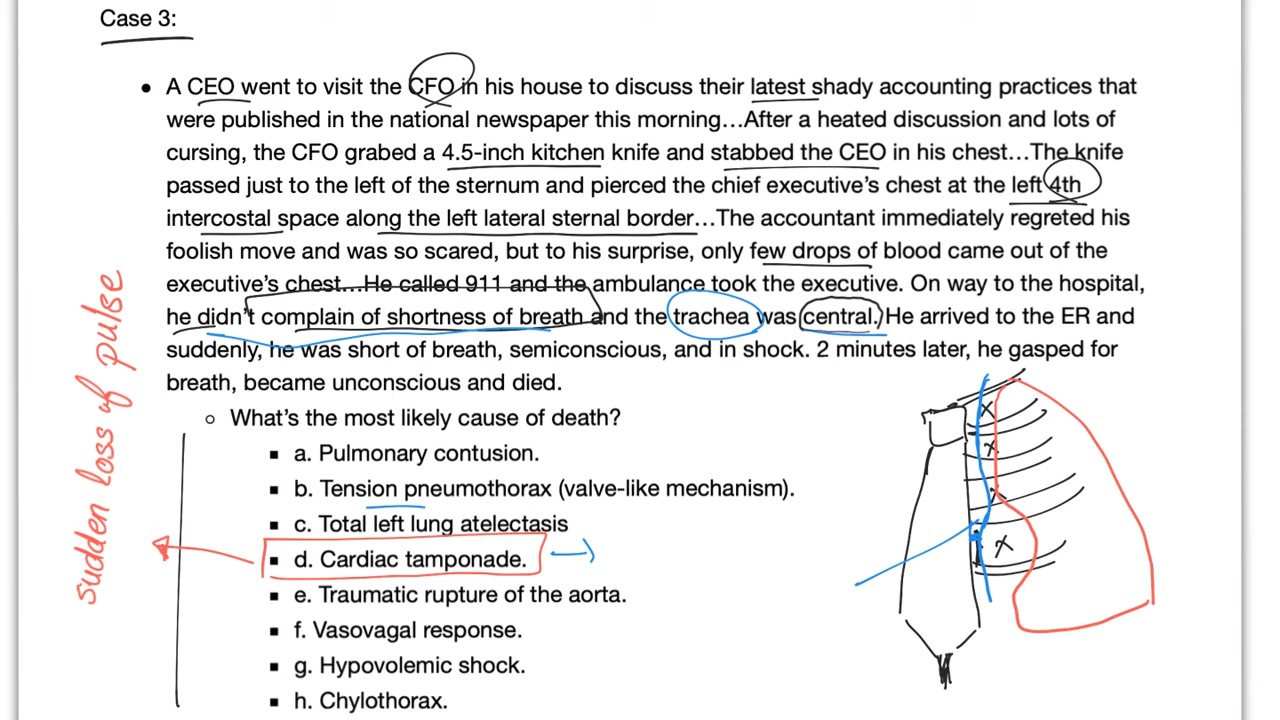 Case 3:
• A CEO went to visit the CFO in his house to discuss their latest shady accounting practices that
were published in the national newspaper this morning…After a heated discussion and lots of
cursing, the CFO grabed a 4.5-inch kitchen knife and stabbed the CEO in his chest…The knife
passed just to the left of the sternum and pierced the chief executive’s chest at the left 4th
intercostal space along the left lateral sternal border…The accountant immediately regreted his
foolish move and was so scared, but to his surprise, only few drops of blood came out of the
executive’s chest…He called 911 and the ambulance took the executive. On way to the hospital,
he didn’t complain of shortness of breath and the trachea was central. He arrived to the ER and
suddenly, he was short of breath, semiconscious, and in shock. 2 minutes later, he gasped for
breath, became unconscious and died.
○ What’s the most likely cause of death?
▪ a. Pulmonary contusion.
▪ b. Tension pneumothorax (valve-like mechanism).
▪ c. Total left lung atelectasis
▪ d. Cardiac tamponade.
▪ e. Traumatic rupture of the aorta.
▪ f. Vasovagal response.
▪ g. Hypovolemic shock.
▪ h. Chylothorax.
sudden loss of pulse